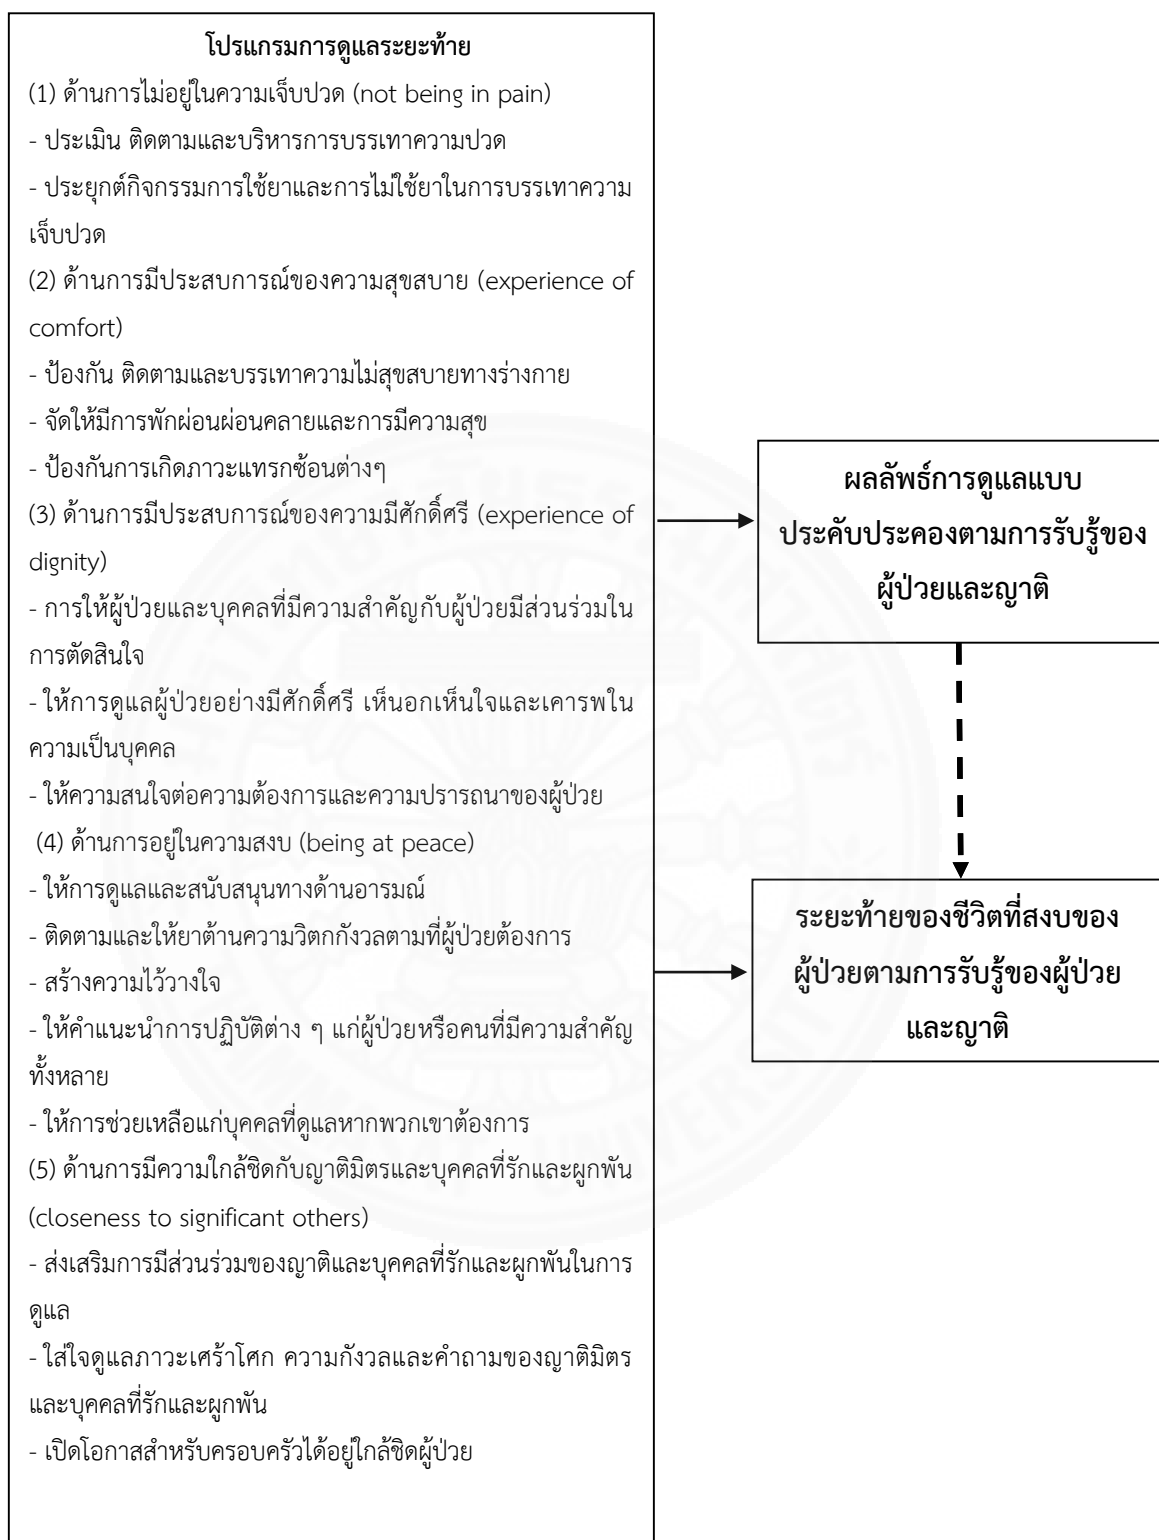 โปรแกรมการดูแลระยะท้าย
(1) ด้านการไม่อยู่ในความเจ็บปวด (not being in pain)
- ประเมิน ติดตามและบริหารการบรรเทาความปวด
- ประยุกต์กิจกรรมการใช้ยาและการไม่ใช้ยาในการบรรเทาความ
เจ็บปวด
(2) ด้านการมีประสบการณ์ของความสุขสบาย (experience of
comfort)
- ป้องกัน ติดตามและบรรเทาความไม่สุขสบายทางร่างกาย
- จัดให้มีการพักผ่อนผ่อนคลายและการมีความสุข
- ป้องกันการเกิดภาวะแทรกซ้อนต่างๆ
(3) ด้านการมีประสบการณ์ของความมีศักดิ์ศรี (experience of
dignity)
- การให้ผู้ป่วยและบุคคลที่มีความสำคัญกับผู้ป่วยมีส่วนร่วมใน
การตัดสินใจ
- ให้การดูแลผู้ป่วยอย่างมีศักดิ์ศรี เห็นอกเห็นใจและเคารพใน
ความเป็นบุคคล
- ให้ความสนใจต่อความต้องการและความปรารถนาของผู้ป่วย
(4) ด้านการอยู่ในความสงบ (being at peace)
- ให้การดูแลและสนับสนุนทางด้านอารมณ์
- ติดตามและให้ยาต้านความวิตกกังวลตามที่ผู้ป่วยต้องการ
- สร้างความไว้วางใจ
- ให้คำแนะนำการปฏิบัติต่าง ๆ แก่ผู้ป่วยหรือคนที่มีความสำคัญ
ทั้งหลาย
- ให้การช่วยเหลือแก่บุคคลที่ดูแลหากพวกเขาต้องการ
(5) ด้านการมีความใกล้ชิดกับญาติมิตรและบุคคลที่รักและผูกพัน
(closeness to significant others)
- ส่งเสริมการมีส่วนร่วมของญาติและบุคคลที่รักและผูกพันในการ
ดูแล
- ใส่ใจดูแลภาวะเศร้าโศก ความกังวลและคำถามของญาติมิตร
และบุคคลที่รักและผูกพัน
- เปิดโอกาสสำหรับครอบครัวได้อยู่ใกล้ชิดผู้ป่วย
ผลลัพธ์การดูแลแบบ
ประคับประคองตามการรับรู้ของ
ผู้ป่วยและญาติ
ระยะท้ายของชีวิตที่สงบของ
ผู้ป่วยตามการรับรู้ของผู้ป่วย
และญาติ